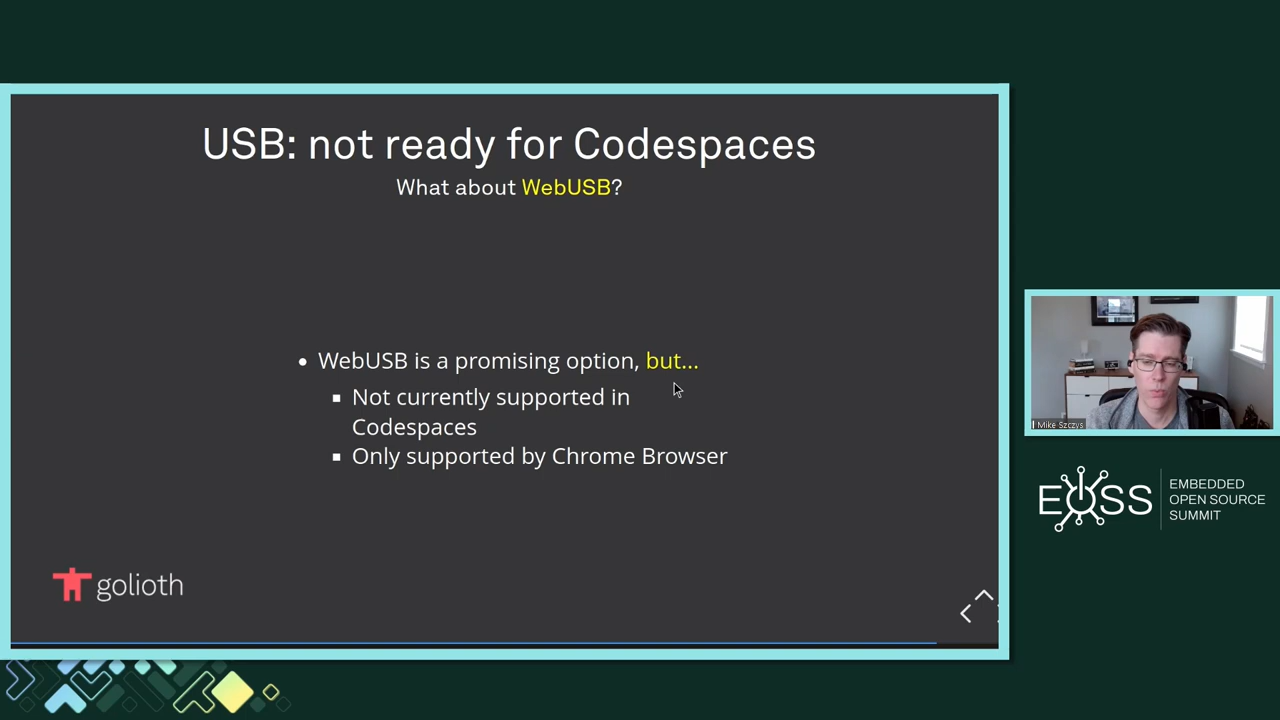 USB: not ready for Codespaces
What about WebUSB?
• WebUSB is a promising option, but...
▪ Not currently supported in
Codespaces
▪ Only supported by Chrome Browser
golioth
Mike Szczys
EOSS
EMBEDDED
OPEN SOURCE
SUMMIT